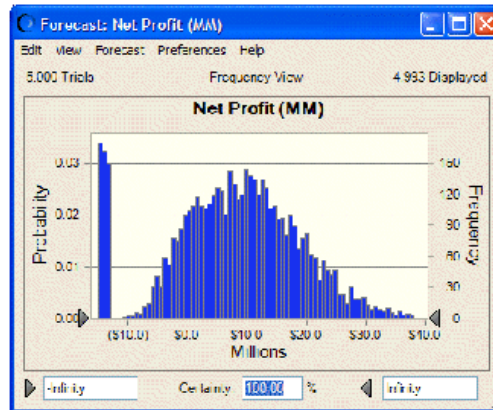 Forecast: Net Profit (MM)
Edit View Forecast Preferences Help
5,000 Trials Frequency View 4,993 Displayed
Net Profit (MM)
Probability
0.03
0.02
0.01
0.00
Frequency
150
120
90
60
30
0
($10.0) $0.0 $10.0 $20.0 $30.0 $40.0
Millions
-Infinity Certainty 100.00 % Infinity